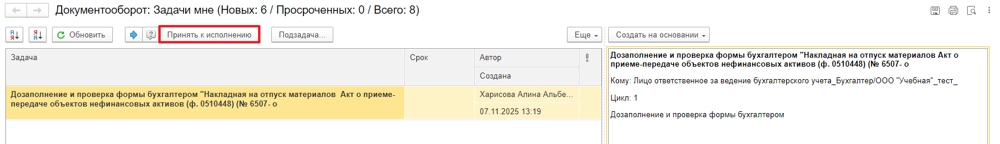 Документооборот: Задачи мне (Новых: 6 / Просроченных: 0 / Всего: 8)
Обновить
Принять к исполнению
Подзадача...
Еще
Создать на основании
Задача
Срок
Автор
Создана
Дозаполнение и проверка формы бухгалтером "Накладная на отпуск материалов Акт о приеме-
передаче объектов нефинансовых активов (ф. 0510448) (№ 6507- о
Харисова Алина Альбе...
07.11.2025 13:19
Дозаполнение и проверка формы бухгалтером "Накладная на отпуск материалов Акт о
приеме-передаче объектов нефинансовых активов (ф. 0510448) (№ 6507- о
Кому: Лицо ответственное за ведение бухгалтерского учета_Бухгалтер/ООО "Учебная"_тест_
Цикл: 1
Дозаполнение и проверка формы бухгалтером